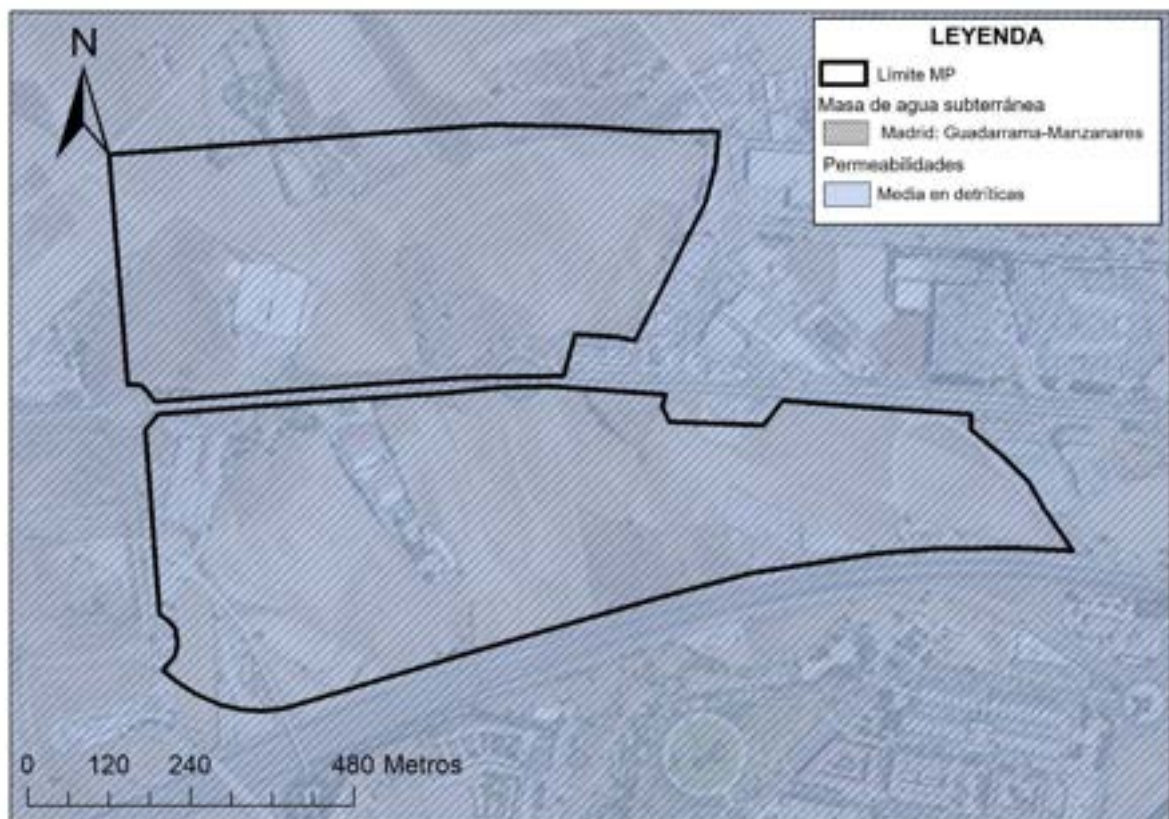 N
LEYENDA
Límite MP
Masa de agua subterránea
Madrid: Guadarrama-Manzanares
Permeabilidades
Media en detríticas
0 120 240 480 Metros